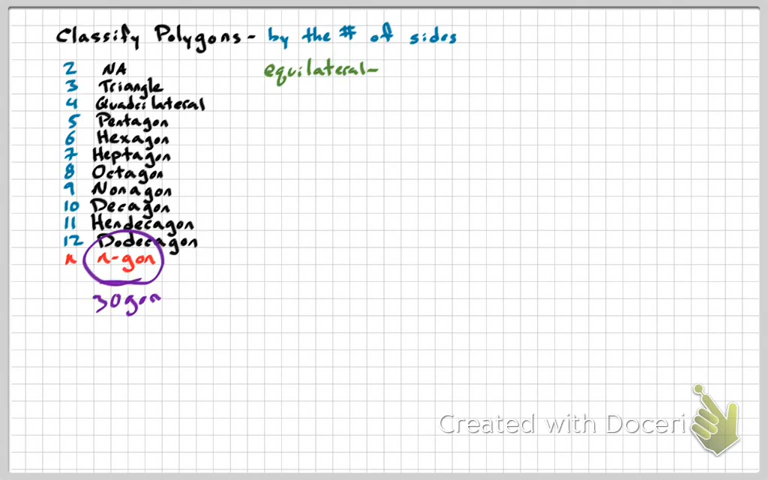 Classify Polygons - by the # of sides
2 NA
equilateral-
3 Triangle
4 Quadrilateral
5 Pentagon
6 Hexagon
7 Heptagon
8 Octagon
9 Nonagon
10 Decagon
11 Hendecagon
12 Dodecagon
n n-gon
30gon
Created with Doceri